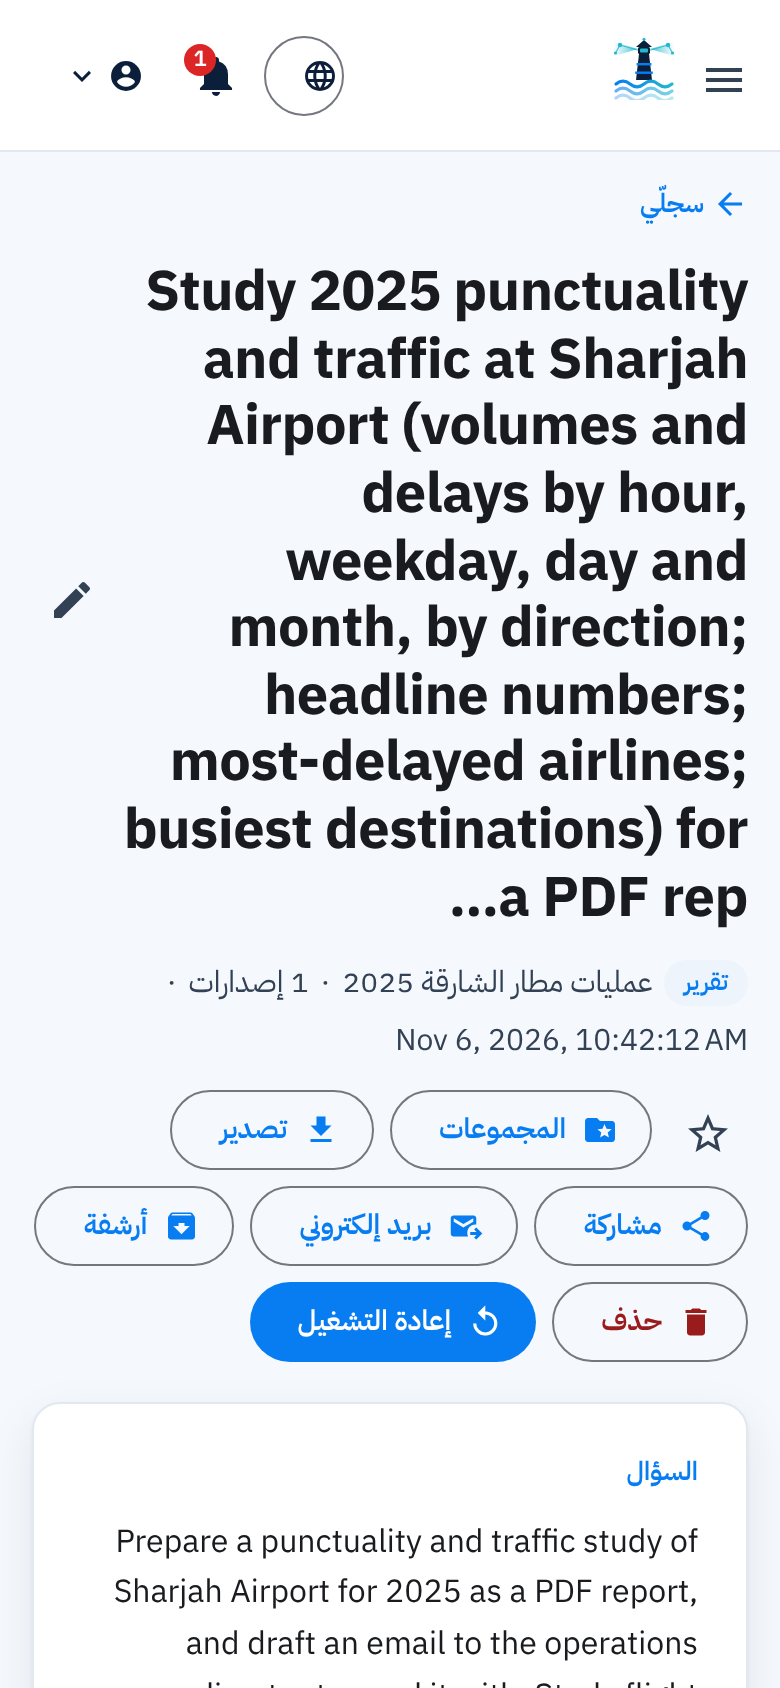 1
سجلّي
Study 2025 punctuality
and traffic at Sharjah
Airport (volumes and
delays by hour,
weekday, day and
month, by direction;
headline numbers;
most-delayed airlines;
busiest destinations) for
...a PDF rep
تقرير عمليات مطار الشارقة 2025 · 1 إصدارات ·
Nov 6, 2026, 10:42:12 AM
المجموعات تصدير
مشاركة بريد إلكتروني أرشفة
حذف إعادة التشغيل
السؤال
Prepare a punctuality and traffic study of
Sharjah Airport for 2025 as a PDF report,
and draft an email to the operations